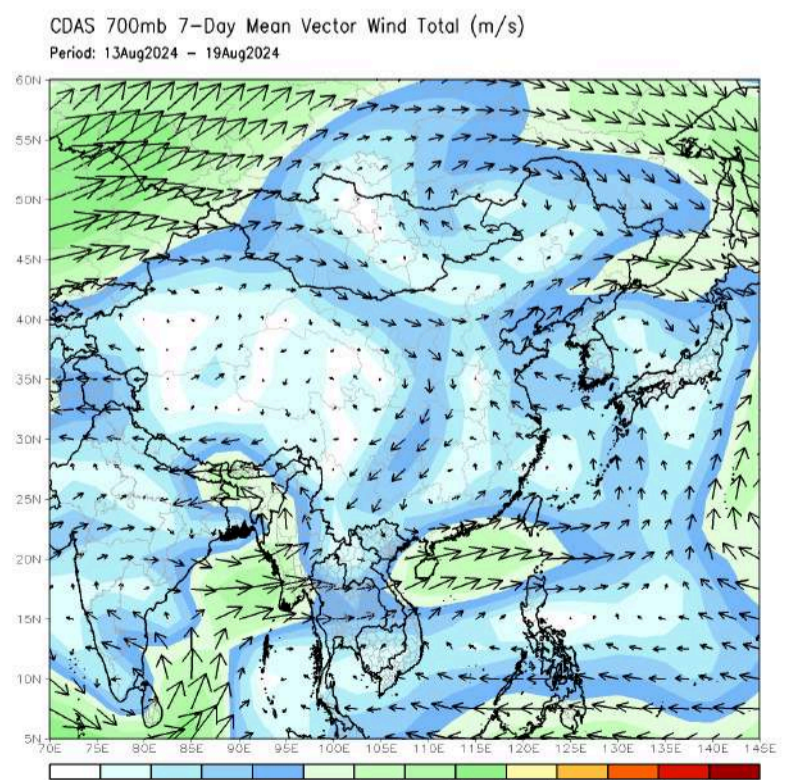 CDAS 700mb 7-Day Mean Vector Wind Total (m/s)
Period: 13Aug2024 - 19Aug2024
60N
55N
50N
45N
40N
35N
30N
25N
20N
15N
10N
5N
70E 75E 80E 85E 90E 95E 100E 105E 110E 115E 120E 125E 130E 135E 140E 145E